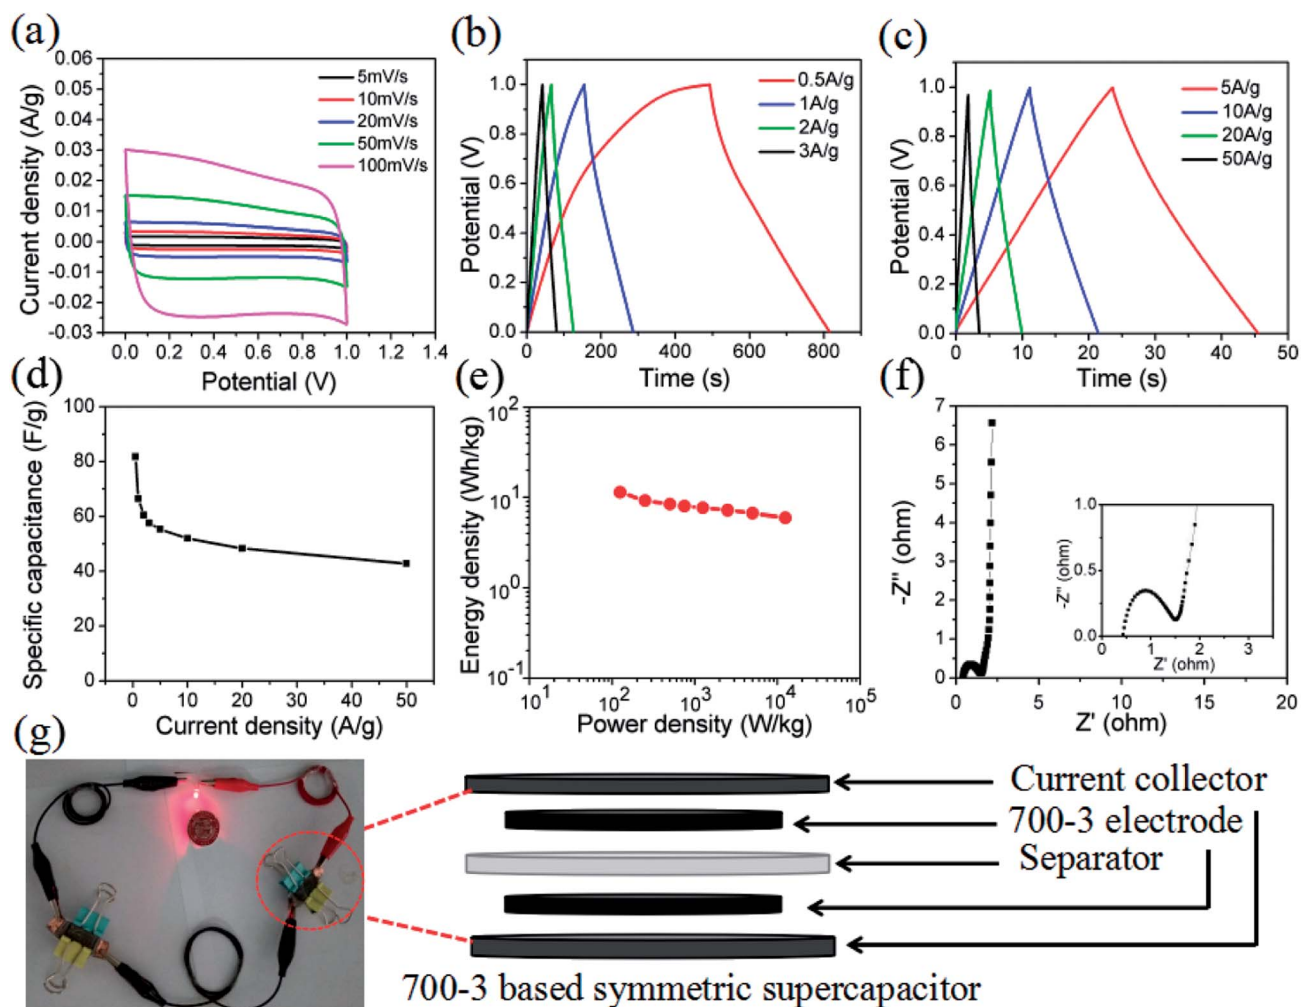 (a)
Current density (A/g)
0.06
0.05
0.04
0.03
0.02
0.01
0.00
-0.01
-0.02
-0.03
5mV/s
10mV/s
20mV/s
50mV/s
100mV/s
0.0 0.2 0.4 0.6 0.8 1.0 1.2 1.4
Potential (V)
(b)
Potential (V)
1.0
0.8
0.6
0.4
0.2
0.0
0.5A/g
1A/g
2A/g
3A/g
0 200 400 600 800
Time (s)
(c)
Potential (V)
1.0
0.8
0.6
0.4
0.2
0.0
5A/g
10A/g
20A/g
50A/g
0 10 20 30 40 50
Time (s)
(d)
Specific capacitance (F/g)
100
80
60
40
20
0
0 10 20 30 40 50
Current density (A/g)
(e)
Energy density (Wh/kg)
10²
10¹
10⁰
10⁻¹
10¹ 10² 10³ 10⁴ 10⁵
Power density (W/kg)
(f)
-Z" (ohm)
7
6
5
4
3
2
1
0
0 5 10 15 20
Z' (ohm)
-Z" (ohm)
1.0
0.5
0.0
0 1 2 3
Z' (ohm)
(g)
Current collector
700-3 electrode
Separator
700-3 based symmetric supercapacitor